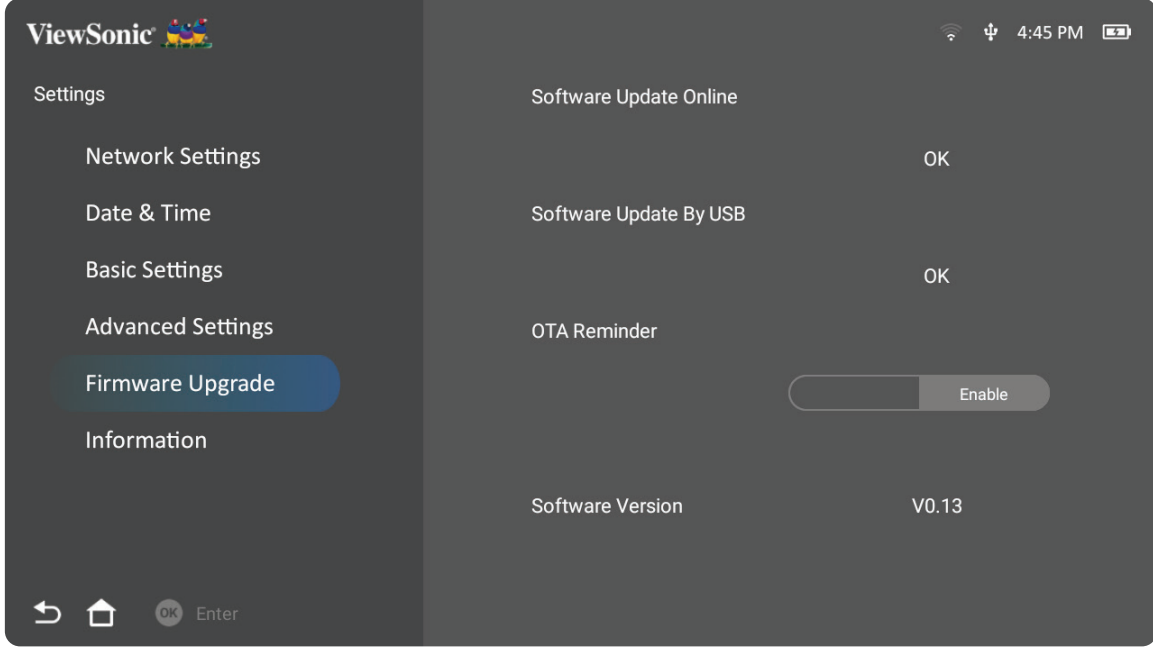 ViewSonic®
4:45 PM
Settings
Network Settings
Date & Time
Basic Settings
Advanced Settings
Firmware Upgrade
Information
Software Update Online
OK
Software Update By USB
OK
OTA Reminder
Enable
Software Version V0.13
OK Enter